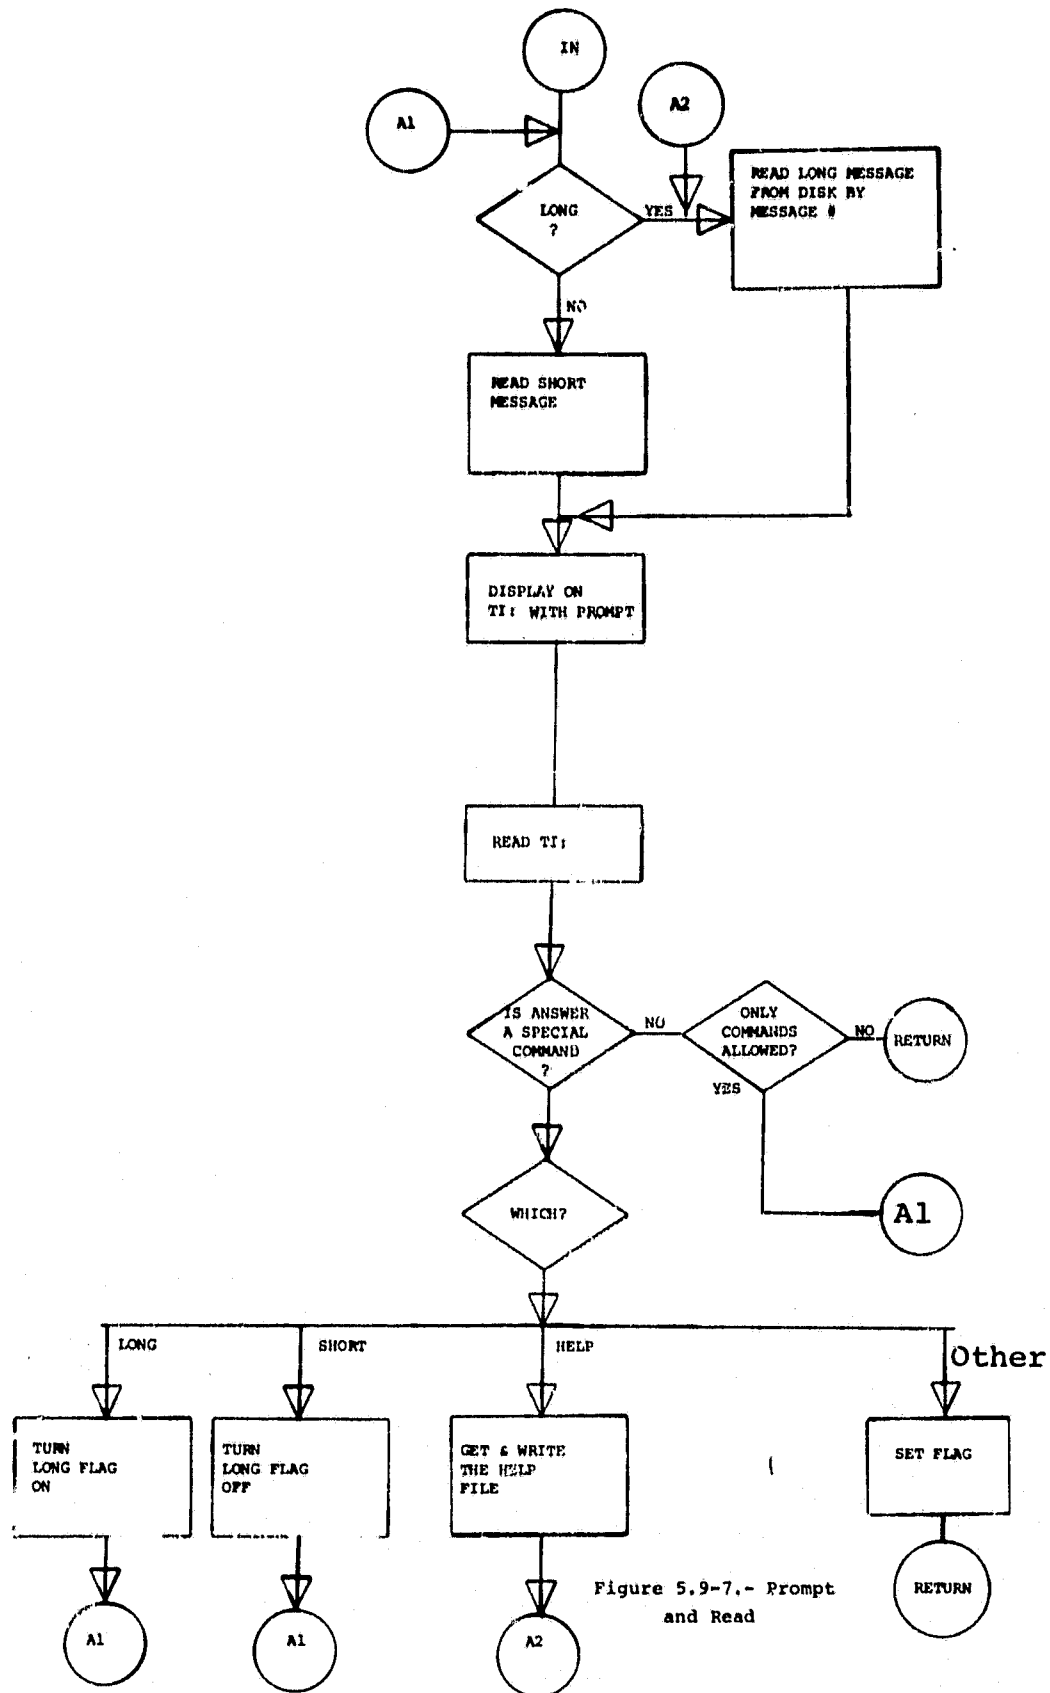 IN
A1
A2
LONG
?
YES
READ LONG MESSAGE
FROM DISK BY
MESSAGE #
NO
READ SHORT
MESSAGE
DISPLAY ON
TI: WITH PROMPT
READ TI:
IS ANSWER
A SPECIAL
COMMAND
?
NO
ONLY
COMMANDS
ALLOWED?
NO
RETURN
YES
A1
WHICH?
LONG
SHORT
HELP
Other
TURN
LONG FLAG
ON
TURN
LONG FLAG
OFF
GET & WRITE
THE HELP
FILE
SET FLAG
A1
A1
A2
RETURN
Figure 5.9-7.- Prompt
and Read